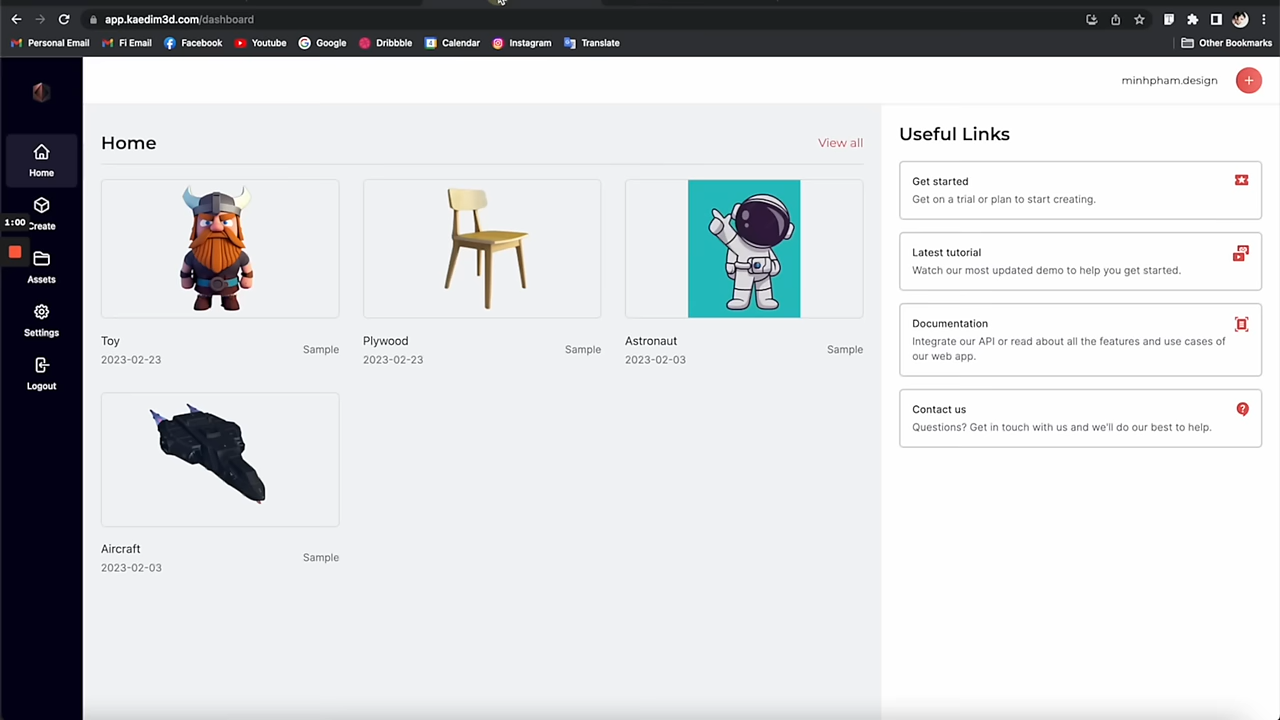 app.kaedim3d.com/dashboard
Personal Email
Fi Email
Facebook
Youtube
Google
Dribbble
Calendar
Instagram
Translate
Other Bookmarks
minhpham.design
Home
Create
Assets
Settings
Logout
1:00
Home
View all
Toy
2023-02-23
Sample
Plywood
2023-02-23
Sample
Astronaut
2023-02-03
Sample
Aircraft
2023-02-03
Sample
Useful Links
Get started
Get on a trial or plan to start creating.
Latest tutorial
Watch our most updated demo to help you get started.
Documentation
Integrate our API or read about all the features and use cases of
our web app.
Contact us
Questions? Get in touch with us and we'll do our best to help.